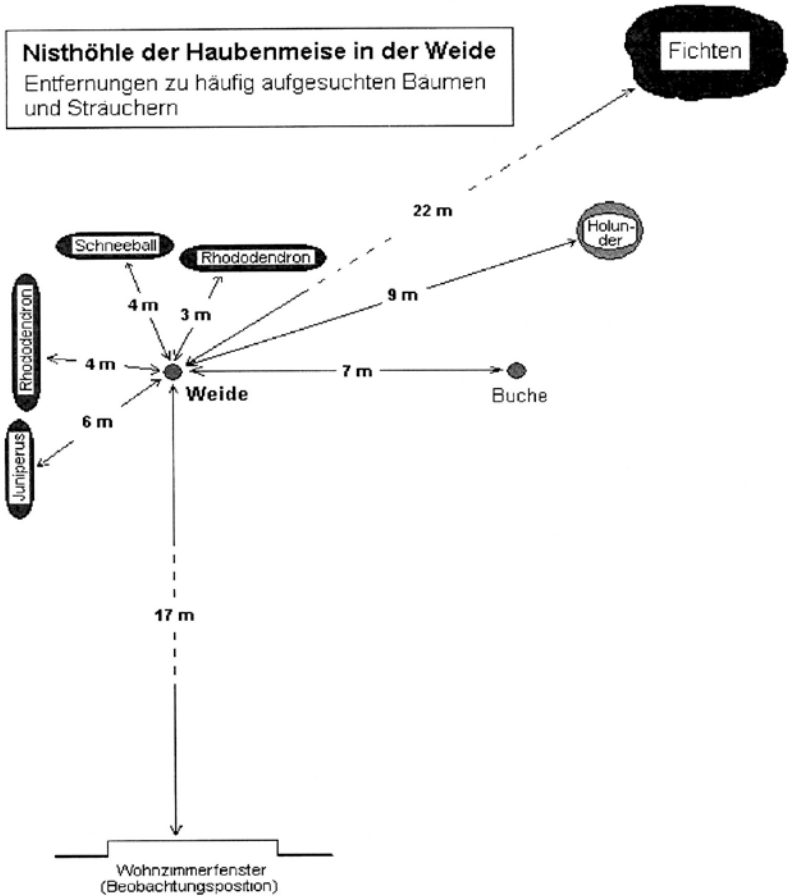 Nisthöhle der Haubenmeise in der Weide
Entfernungen zu häufig aufgesuchten Bäumen
und Sträuchern
Fichten
22 m
Holun-
der
Schneeball
Rhododendron
9 m
4 m
3 m
Rhododendron
4 m
7 m
Weide
Buche
6 m
Juniperus
17 m
Wohnzimmerfenster
(Beobachtungsposition)